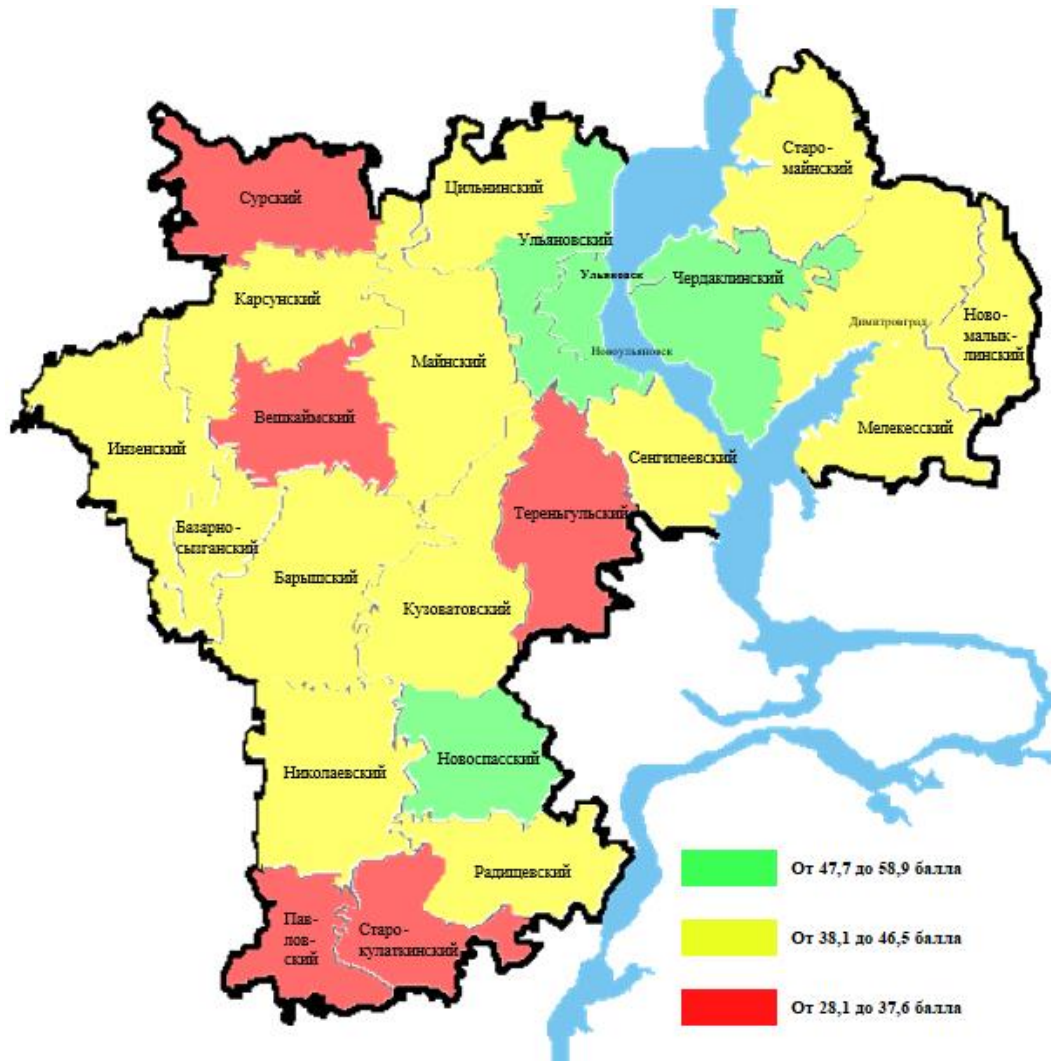 Старо-
майнский
Цильнинский
Сурский
Ульяновский
Ульяновск
Чердаклинский
Карсунский
Ново-
малык-
линский
Димитровград
Новоульяновск
Майнский
Вешкаймский
Мелекесский
Инзенский
Сенгилеевский
Тереньгульский
Базарно-
сызганский
Барышский
Кузоватовский
Новоспасский
Николаевский
От 47,7 до 58,9 балла
Радищевский
Пав-
лов-
ский
Старо-
кулаткинский
От 38,1 до 46,5 балла
От 28,1 до 37,6 балла